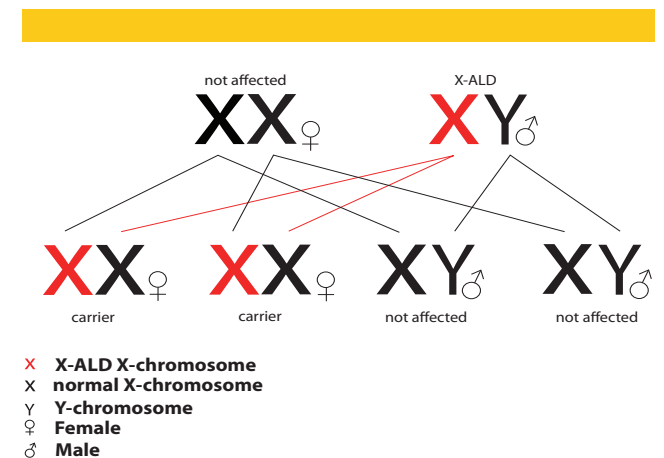 not affected X-ALD
XX♀ XY♂
XX♀ XX♀ XY♂ XY♂
carrier carrier not affected not affected
X X-ALD X-chromosome
X normal X-chromosome
Y Y-chromosome
♀ Female
♂ Male